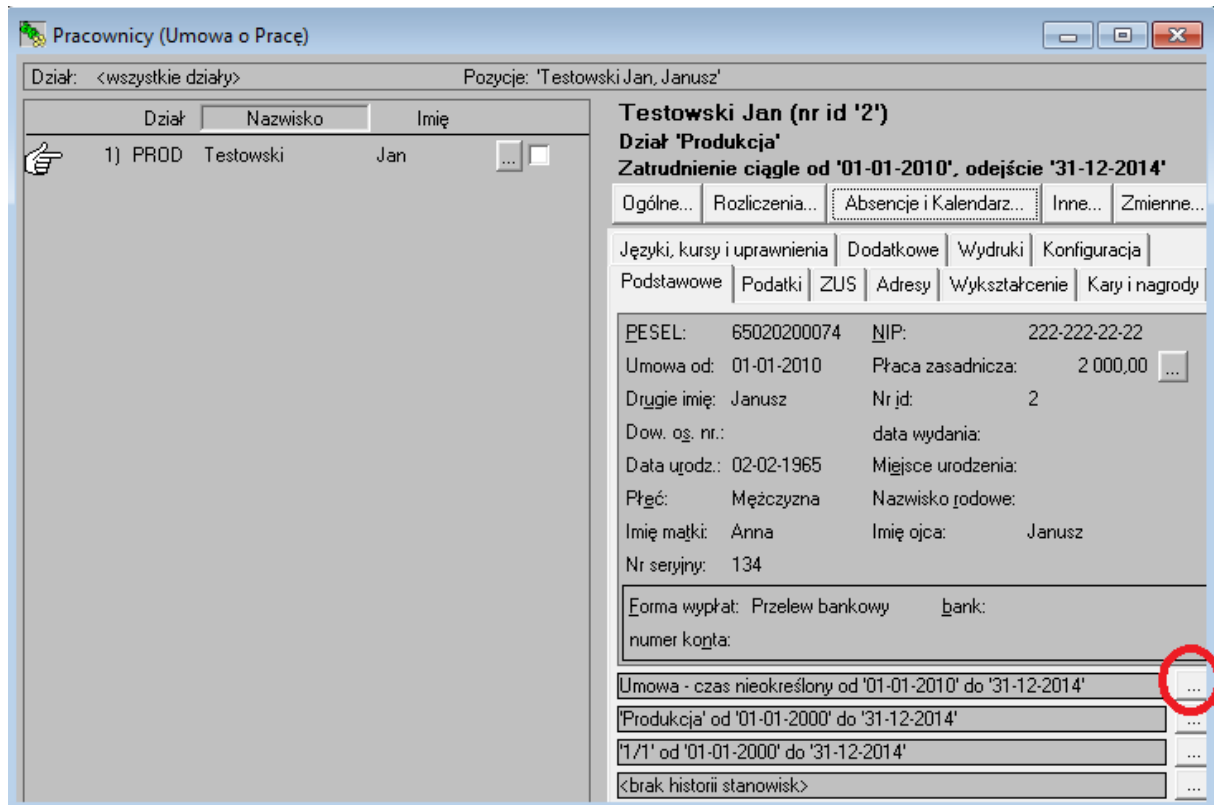 Pracownicy (Umowa o Pracę)
Dział: <wszystkie działy> Pozycje: 'Testowski Jan, Janusz'
Dział Nazwisko Imię
1) PROD Testowski Jan ...
Testowski Jan (nr id '2')
Dział 'Produkcja'
Zatrudnienie ciągle od '01-01-2010', odejście '31-12-2014'
Ogólne... Rozliczenia... Absencje i Kalendarz... Inne... Zmienne...
Języki, kursy i uprawnienia Dodatkowe Wydruki Konfiguracja
Podstawowe Podatki ZUS Adresy Wykształcenie Kary i nagrody
PESEL: 65020200074 NIP: 222-222-22-22
Umowa od: 01-01-2010 Płaca zasadnicza: 2 000,00 ...
Drugie imię: Janusz Nr id: 2
Dow. os. nr.: data wydania:
Data urodz.: 02-02-1965 Miejsce urodzenia:
Płeć: Mężczyzna Nazwisko rodowe:
Imię matki: Anna Imię ojca: Janusz
Nr seryjny: 134
Forma wypłat: Przelew bankowy bank:
numer konta:
Umowa - czas nieokreślony od '01-01-2010' do '31-12-2014' ...
'Produkcja' od '01-01-2000' do '31-12-2014' ...
'1/1' od '01-01-2000' do '31-12-2014' ...
<brak historii stanowisk> ...